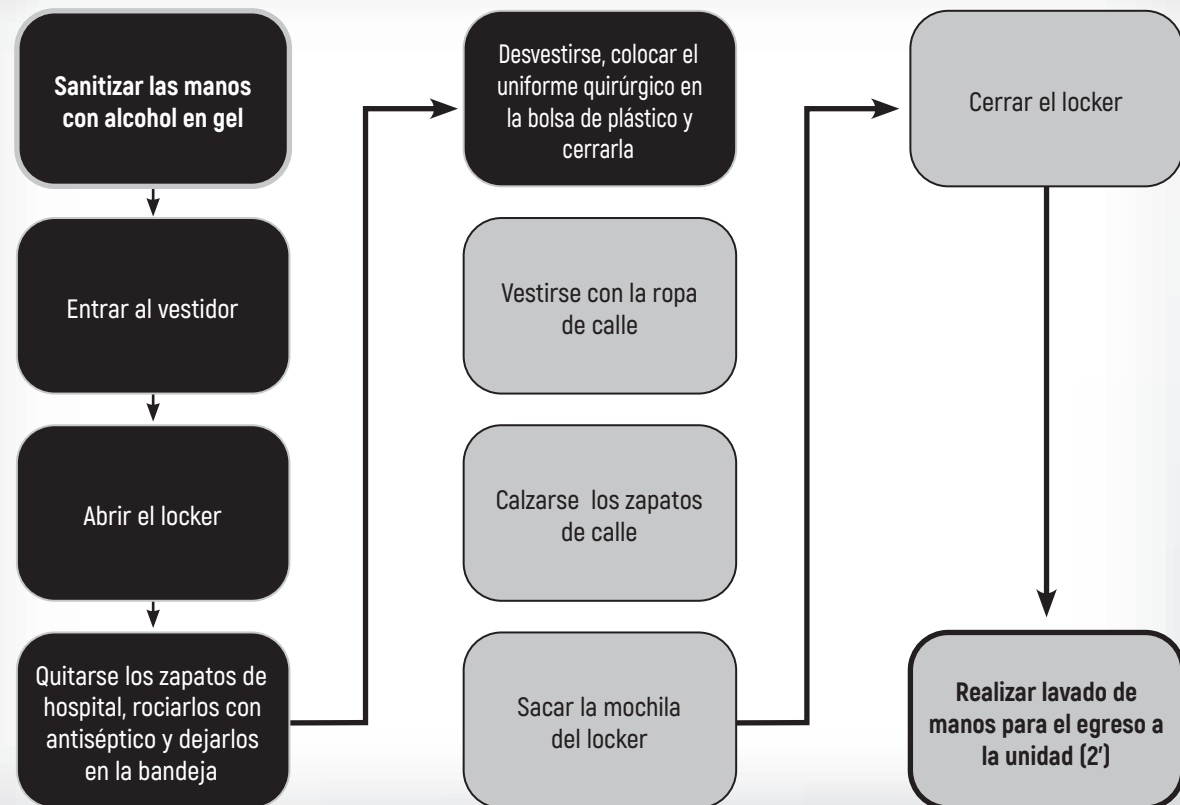 Sanitizar las manos
con alcohol en gel
Entrar al vestidor
Abrir el locker
Quitarse los zapatos de
hospital, rociarlos con
antiséptico y dejarlos
en la bandeja
Desvestirse, colocar el
uniforme quirúrgico en
la bolsa de plástico y
cerrarla
Vestirse con la ropa
de calle
Calzarse los zapatos
de calle
Sacar la mochila
del locker
Cerrar el locker
Realizar lavado de
manos para el egreso a
la unidad (2')